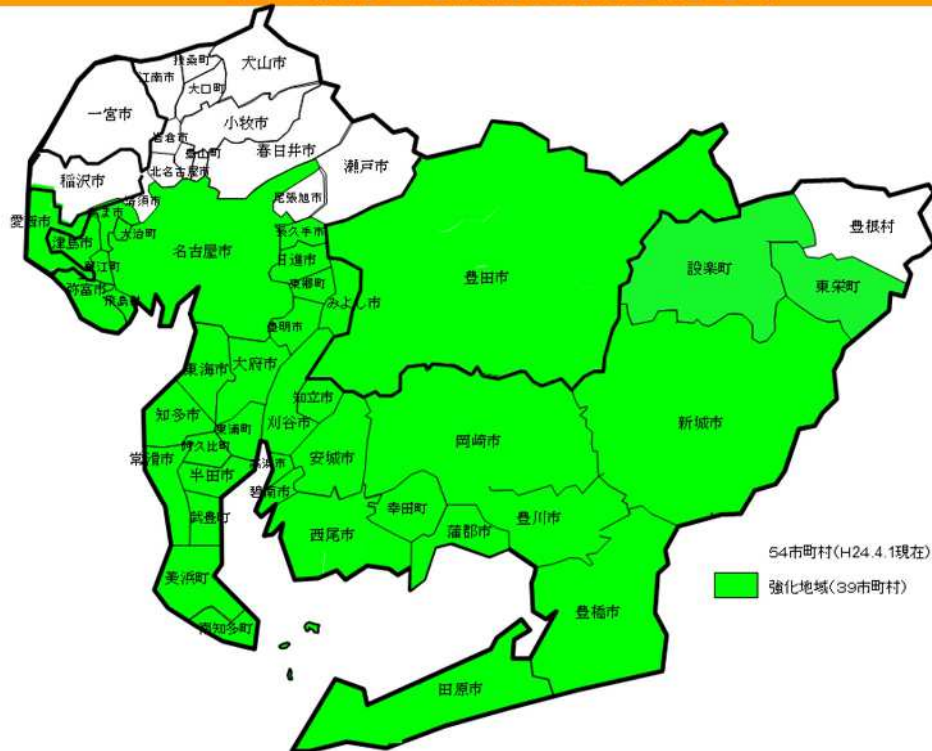 扶桑町
犬山市
江南市
大口町
一宮市
小牧市
岩倉市
豊山町
春日井市
瀬戸市
北名古屋市
稲沢市
清須市
尾張旭市
愛西市
あま市
津島市
大治町
名古屋市
長久手市
日進市
蟹江町
東郷町
弥富市
飛島村
みよし市
豊田市
設楽町
豊根村
東栄町
豊明市
大府市
東海市
知立市
知多市
刈谷市
東浦町
岡崎市
新城市
阿久比町
安城市
常滑市
高浜市
半田市
碧南市
幸田町
武豊町
西尾市
蒲郡市
豊川市
54市町村(H24.4.1現在)
強化地域(39市町村)
美浜町
豊橋市
南知多町
田原市